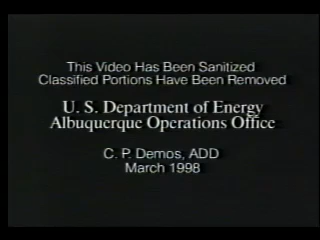 This Video Has Been Sanitized
Classified Portions Have Been Removed
U. S. Department of Energy
Albuquerque Operations Office
C. P. Demos, ADD
March 1998